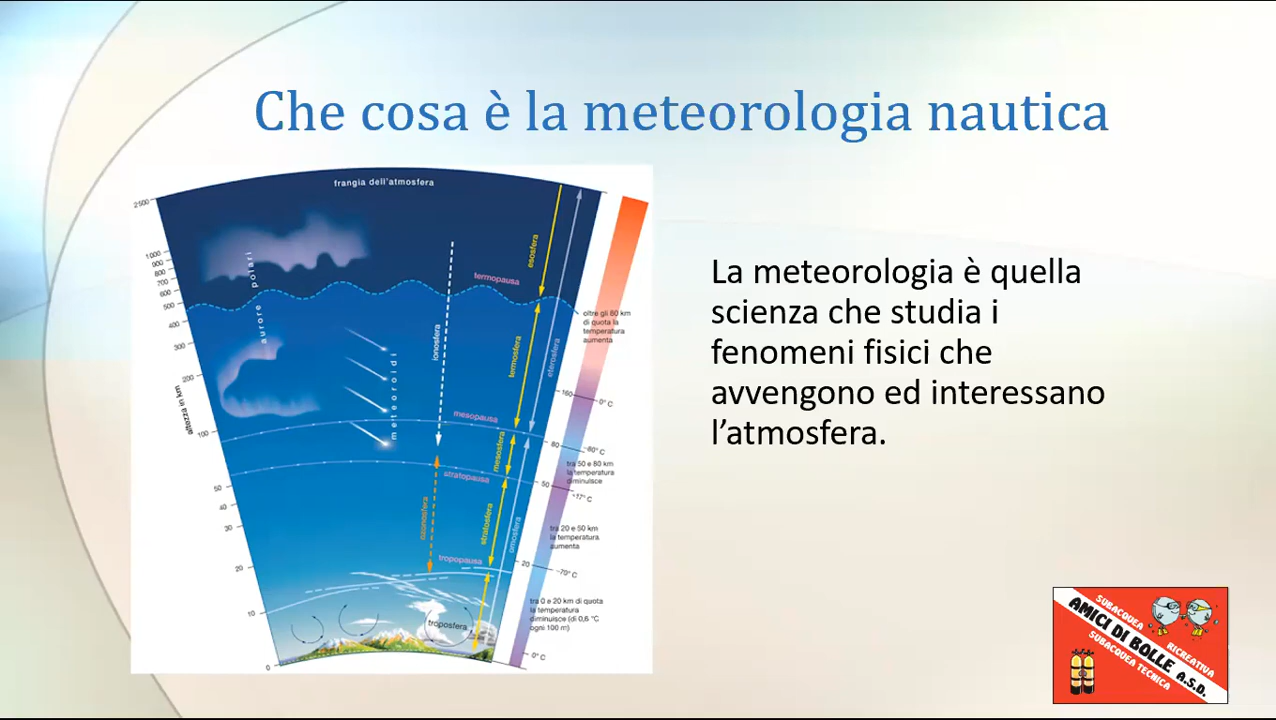 Che cosa è la meteorologia nautica
frangia dell'atmosfera
2500
1000
900
800
700
600
500
400
300
200
100
50
40
30
20
10
0
altezza in km
aurore polari
meteoroidi
ionosfera
ozonosfera
termopausa
mesopausa
stratopausa
tropopausa
troposfera
esosfera
termosfera
mesosfera
stratosfera
eterosfera
omosfera
oltre gli 80 km
di quota la
temperatura
aumenta
160
0° C
80
-80° C
tra 50 e 80 km
la temperatura
diminuisce
50
-17° C
tra 20 e 50 km
la temperatura
aumenta
20
-70° C
tra 0 e 20 km di quota
la temperatura
diminuisce (di 0,6 °C
ogni 100 m)
0° C
La meteorologia è quella
scienza che studia i
fenomeni fisici che
avvengono ed interessano
l’atmosfera.
SUBACQUEA
RICREATIVA
AMICI DI BOLLE A.S.D.
SUBACQUEA TECNICA